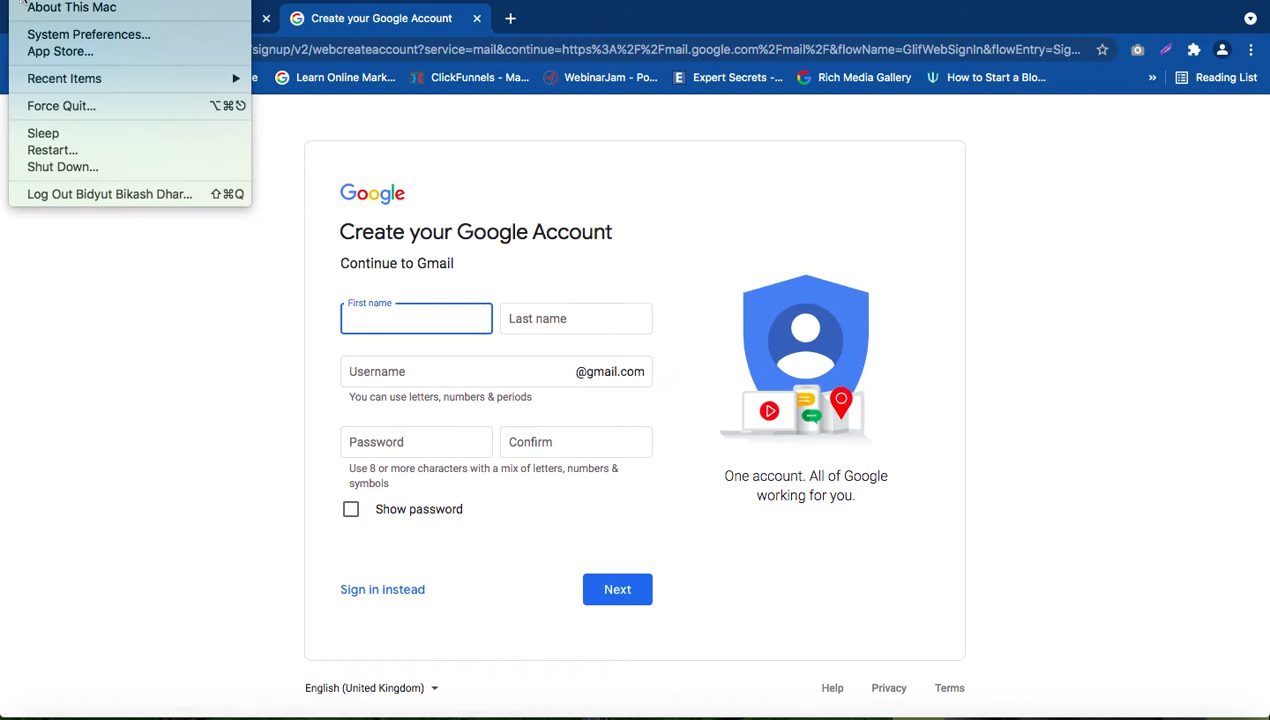 About This Mac
System Preferences...
App Store...
Recent Items
Force Quit... ⌥⌘⎋
Sleep
Restart...
Shut Down...
Log Out Bidyut Bikash Dhar... ⇧⌘Q
Create your Google Account
signup/v2/webcreateaccount?service=mail&continue=https%3A%2F%2Fmail.google.com%2Fmail%2F&flowName=GlifWebSignIn&flowEntry=Sig...
Learn Online Mark... ClickFunnels - Ma... WebinarJam - Po... Expert Secrets -... Rich Media Gallery How to Start a Blo... » Reading List
Google
Create your Google Account
Continue to Gmail
First name
Last name
Username @gmail.com
You can use letters, numbers & periods
Password Confirm
Use 8 or more characters with a mix of letters, numbers &
symbols
Show password
Sign in instead Next
One account. All of Google
working for you.
English (United Kingdom)
Help Privacy Terms